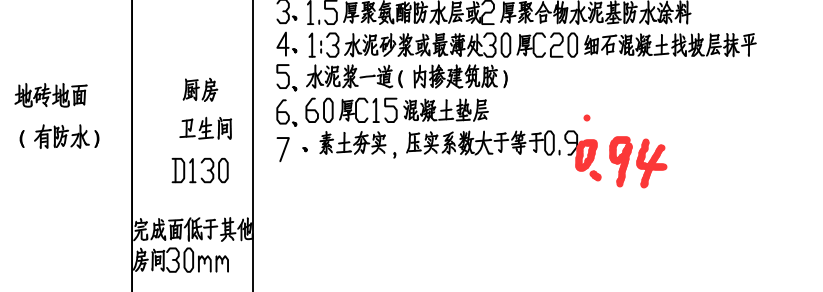 地砖地面
(有防水)
厨房
卫生间
D130
完成面低于其他
房间30mm
3、1.5厚聚氨酯防水层或2厚聚合物水泥基防水涂料
4、1:3水泥砂浆或最薄处30厚C20细石混凝土找坡层抹平
5、水泥浆一道(内掺建筑胶)
6、60厚C15混凝土垫层
7、素土夯实,压实系数大于等于0.9
0.94